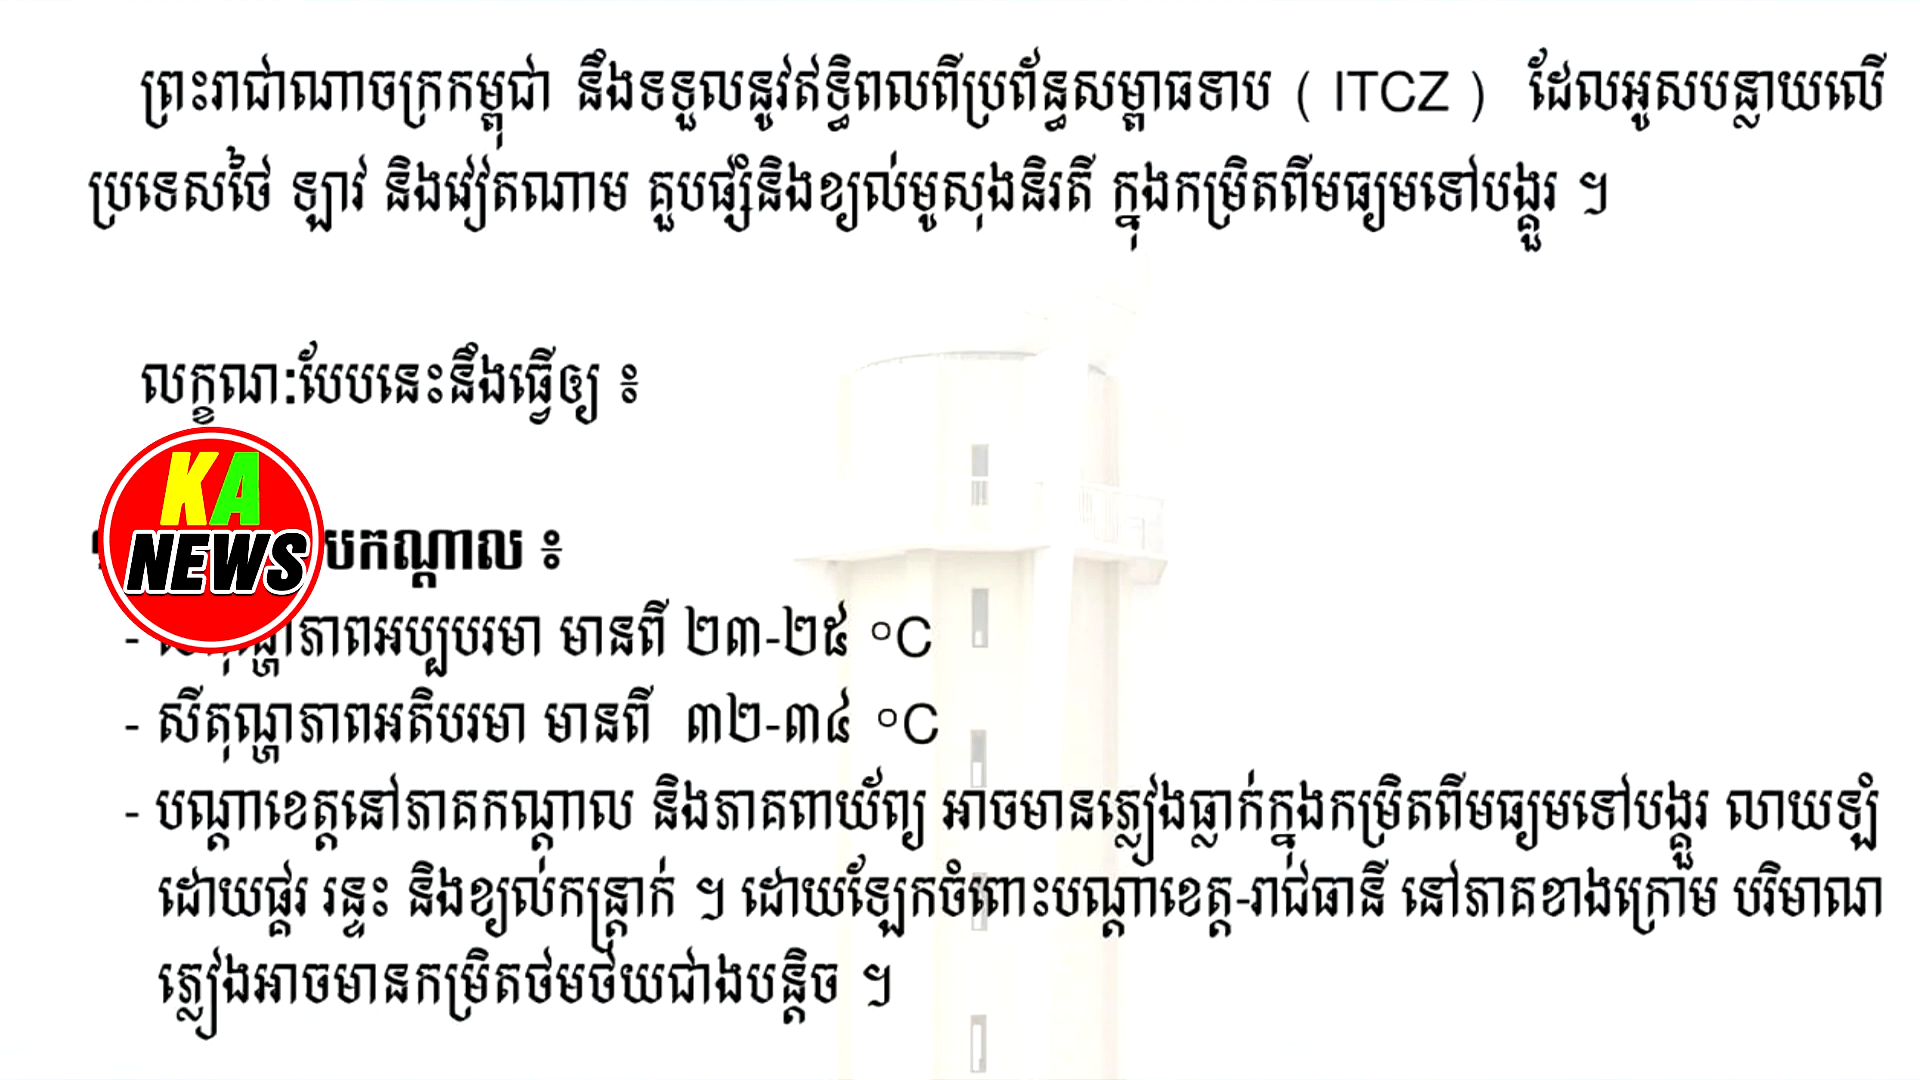 ព្រះរាជាណាចក្រកម្ពុជា នឹងទទួលនូវឥទ្ធិពលពីប្រព័ន្ធសម្ពាធទាប ( ITCZ ) ដែលអូសបន្លាយលើ
ប្រទេសថៃ ឡាវ និងវៀតណាម គួបផ្សំនិងខ្យល់មូសុងនិរតី ក្នុងកម្រិតពីមធ្យមទៅបង្គួរ ។
លក្ខណៈបែបនេះនឹងធ្វើឲ្យ ៖
KA
NEWS
បកណ្តាល ៖
- សីតុណ្ហភាពអប្បបរមា មានពី ២៣-២៥ °C
- សីតុណ្ហភាពអតិបរមា មានពី ៣២-៣៤ °C
- បណ្តាខេត្តនៅភាគកណ្តាល និងភាគពាយ័ព្យ អាចមានភ្លៀងធ្លាក់ក្នុងកម្រិតពីមធ្យមទៅបង្គួរ លាយឡំ
ដោយផ្គរ រន្ទះ និងខ្យល់កន្ត្រាក់ ។ ដោយឡែកចំពោះបណ្តាខេត្ត-រាជធានី នៅភាគខាងក្រោម បរិមាណ
ភ្លៀងអាចមានកម្រិតថមថយជាងបន្តិច ។